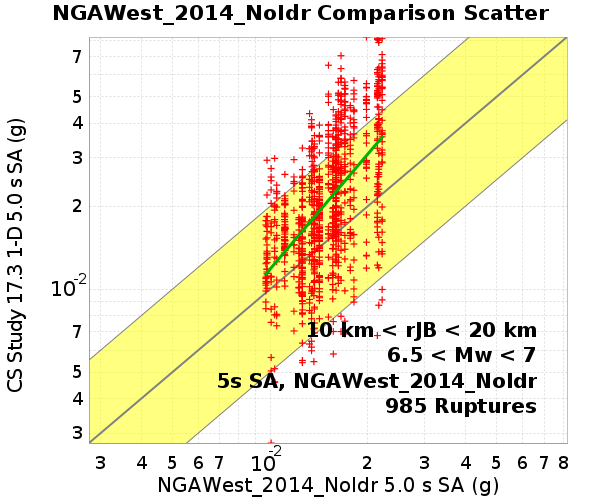 NGAWest_2014_NoIdr Comparison Scatter
CS Study 17.3 1-D 5.0 s SA (g)
7
5
4
3
2
10-2
7
5
4
3
10 km < rJB < 20 km
6.5 < Mw < 7
5s SA, NGAWest_2014_NoIdr
985 Ruptures
3 4 5 6 7 10-2 2 3 4 5 6 7 8
NGAWest_2014_NoIdr 5.0 s SA (g)